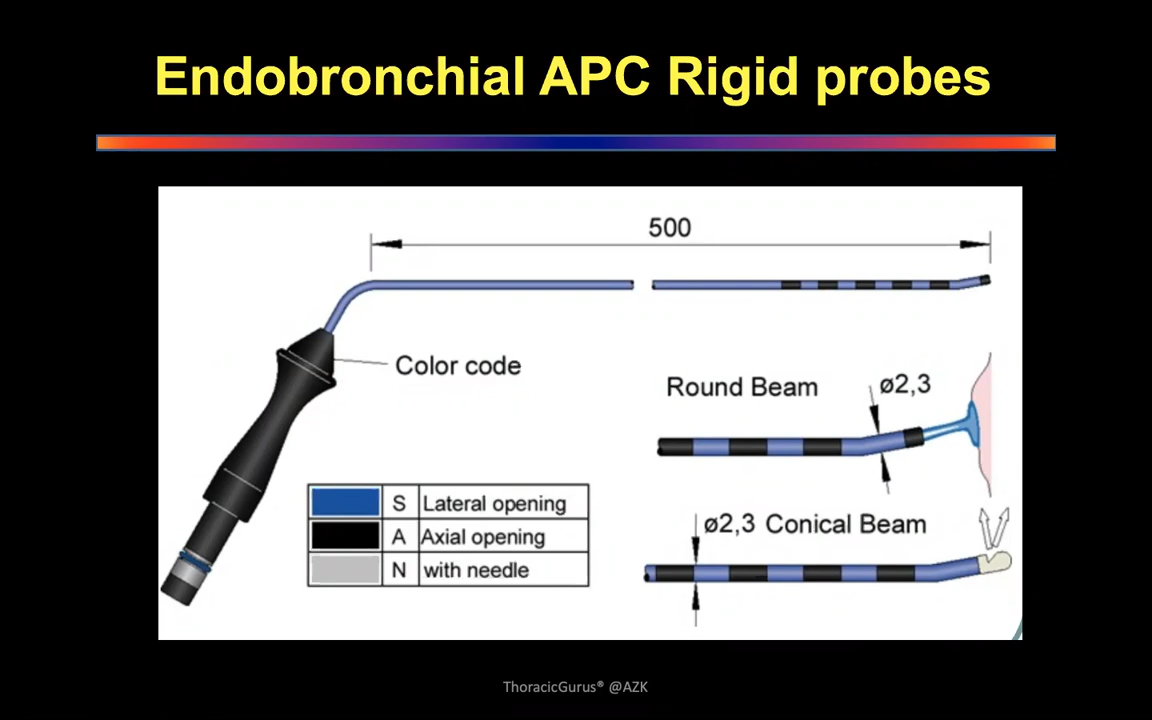 Endobronchial APC Rigid probes
500
Color code
Round Beam
ø2,3
S Lateral opening
A Axial opening
N with needle
ø2,3 Conical Beam
ThoracicGurus® @AZK